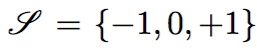 𝒮 = {−1, 0, +1}